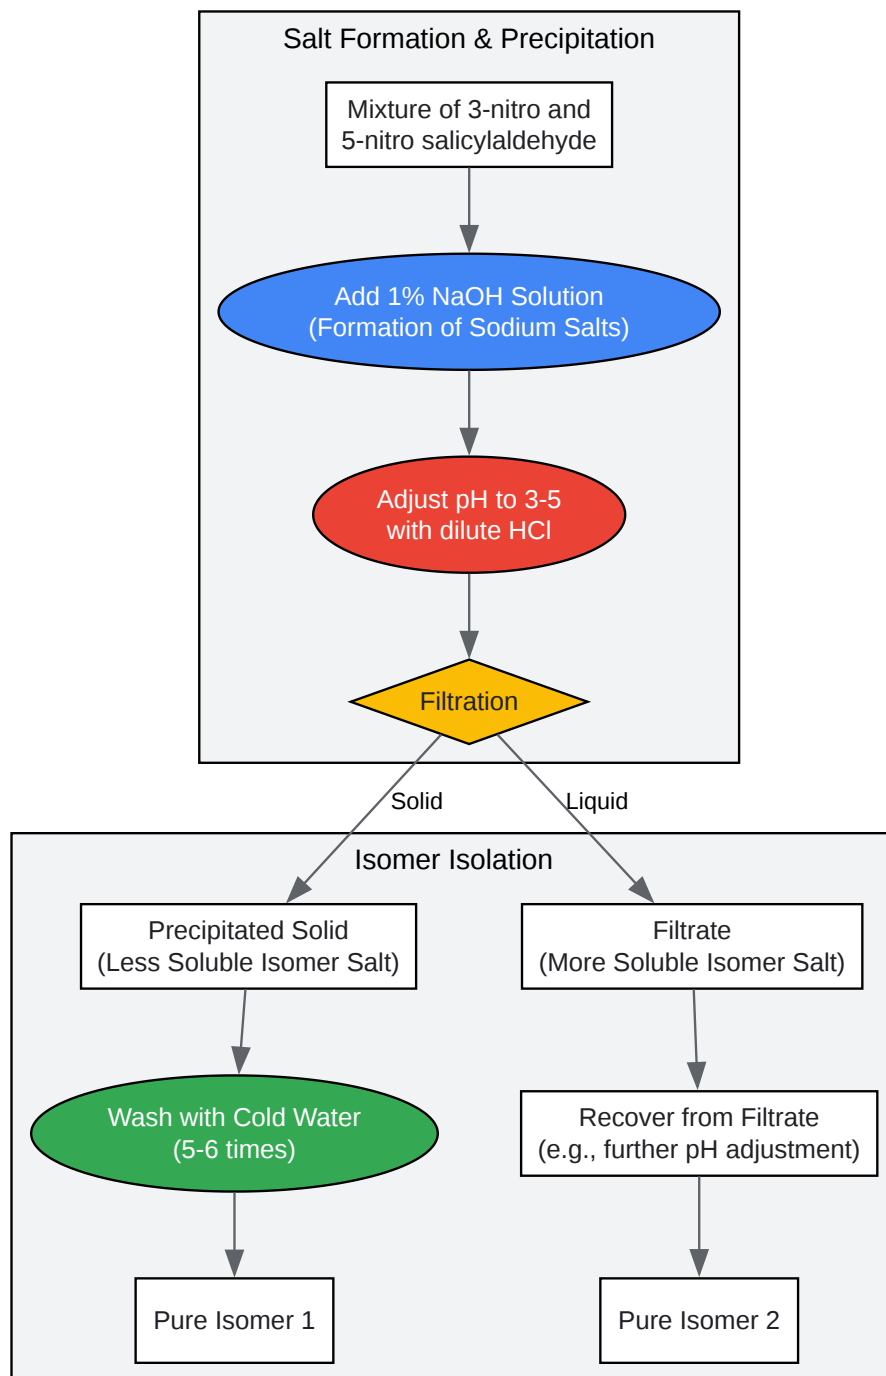 Salt Formation & Precipitation
Mixture of 3-nitro and
5-nitro salicylaldehyde
Add 1% NaOH Solution
(Formation of Sodium Salts)
Adjust pH to 3-5
with dilute HCl
Filtration
Solid
Liquid
Isomer Isolation
Precipitated Solid
(Less Soluble Isomer Salt)
Filtrate
(More Soluble Isomer Salt)
Wash with Cold Water
(5-6 times)
Recover from Filtrate
(e.g., further pH adjustment)
Pure Isomer 1
Pure Isomer 2